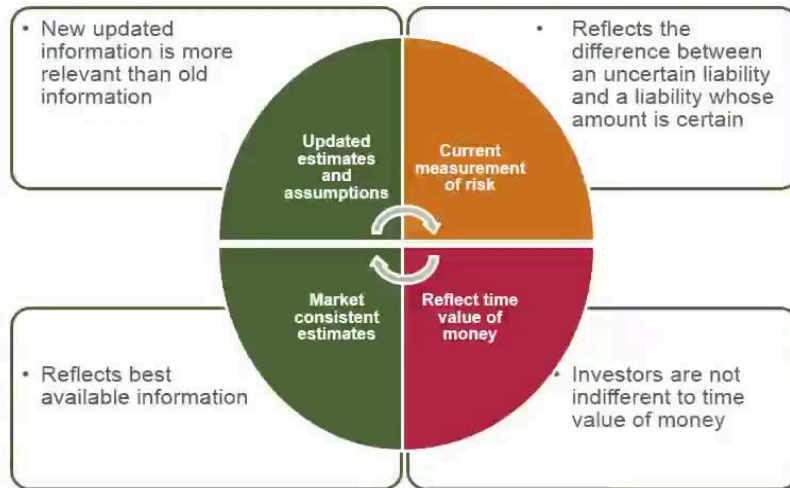 • New updated
information is more
relevant than old
information
• Reflects the
difference between
an uncertain liability
and a liability whose
amount is certain
Updated
estimates
and
assumptions
Current
measurement
of risk
Market
consistent
estimates
Reflect time
value of
money
• Reflects best
available information
• Investors are not
indifferent to time
value of money